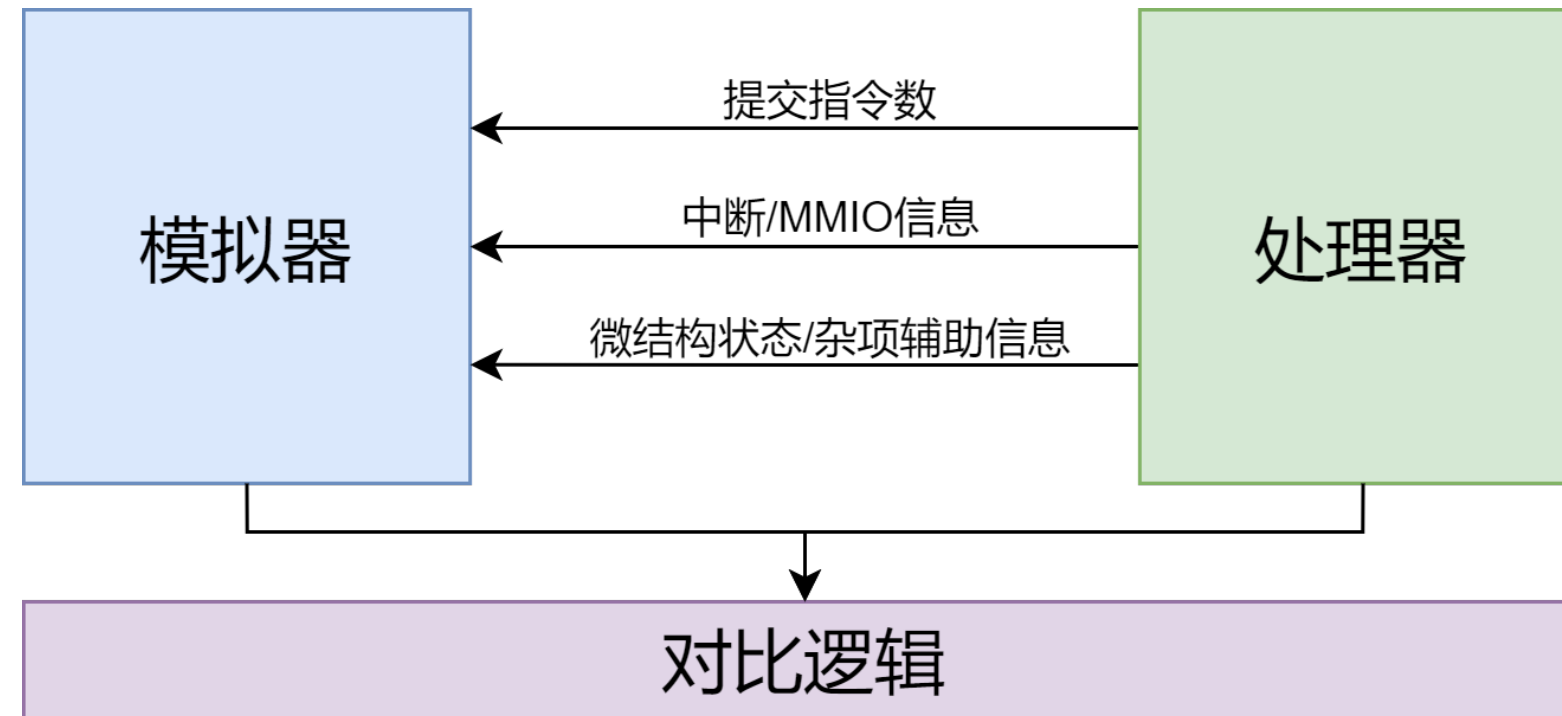 提交指令数
中断/MMIO信息
模拟器
处理器
微结构状态/杂项辅助信息
对比逻辑